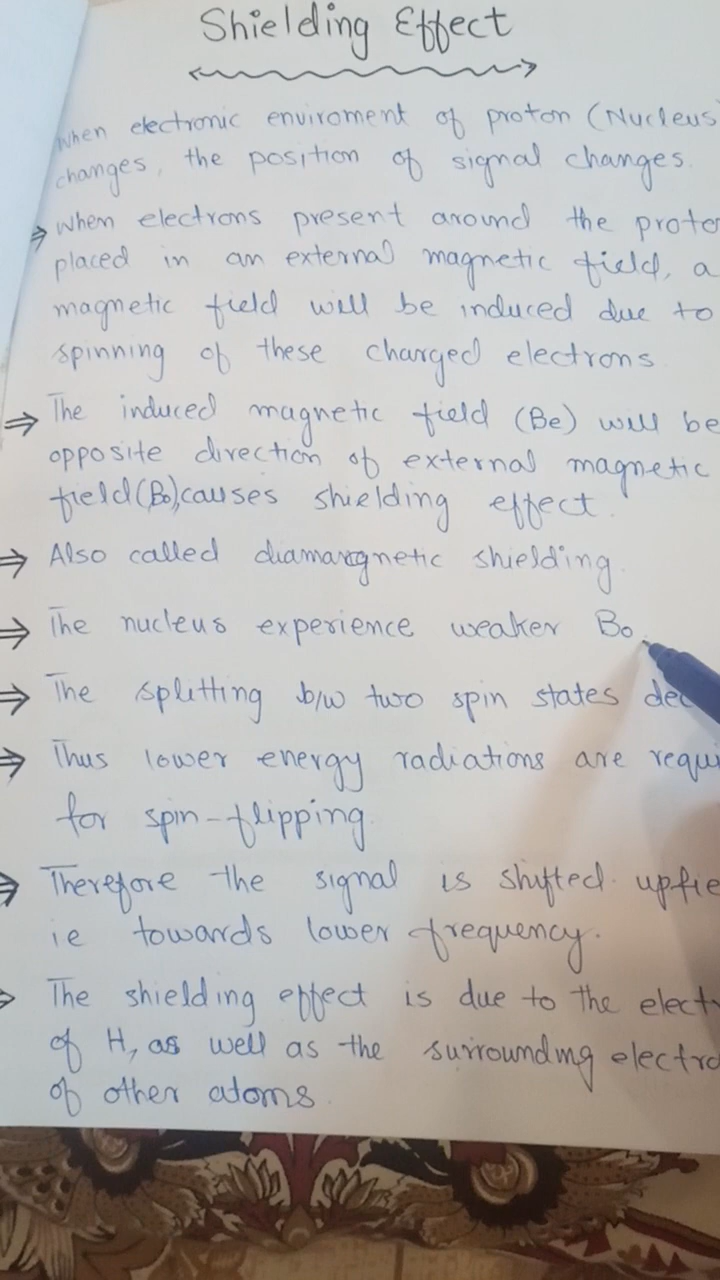 Shielding Effect
When electronic enviroment of proton (Nucleus
changes, the position of signal changes.
⇒ When electrons present around the proto
placed in an external magnetic field, a
magnetic field will be induced due to
spinning of these charged electrons
⇒ The induced magnetic field (Be) will be
opposite direction of external magnetic
field (Bo), causes shielding effect.
⇒ Also called diamargnetic shielding
⇒ The nucleus experience weaker Bo.
⇒ The splitting b/w two spin states dec
⇒ Thus lower energy radiations are requi
for spin-flipping
⇒ Therefore the signal is shifted upfie
ie towards lower frequency.
⇒ The shielding effect is due to the elect
of H, as well as the surrounding electro
of other atoms.